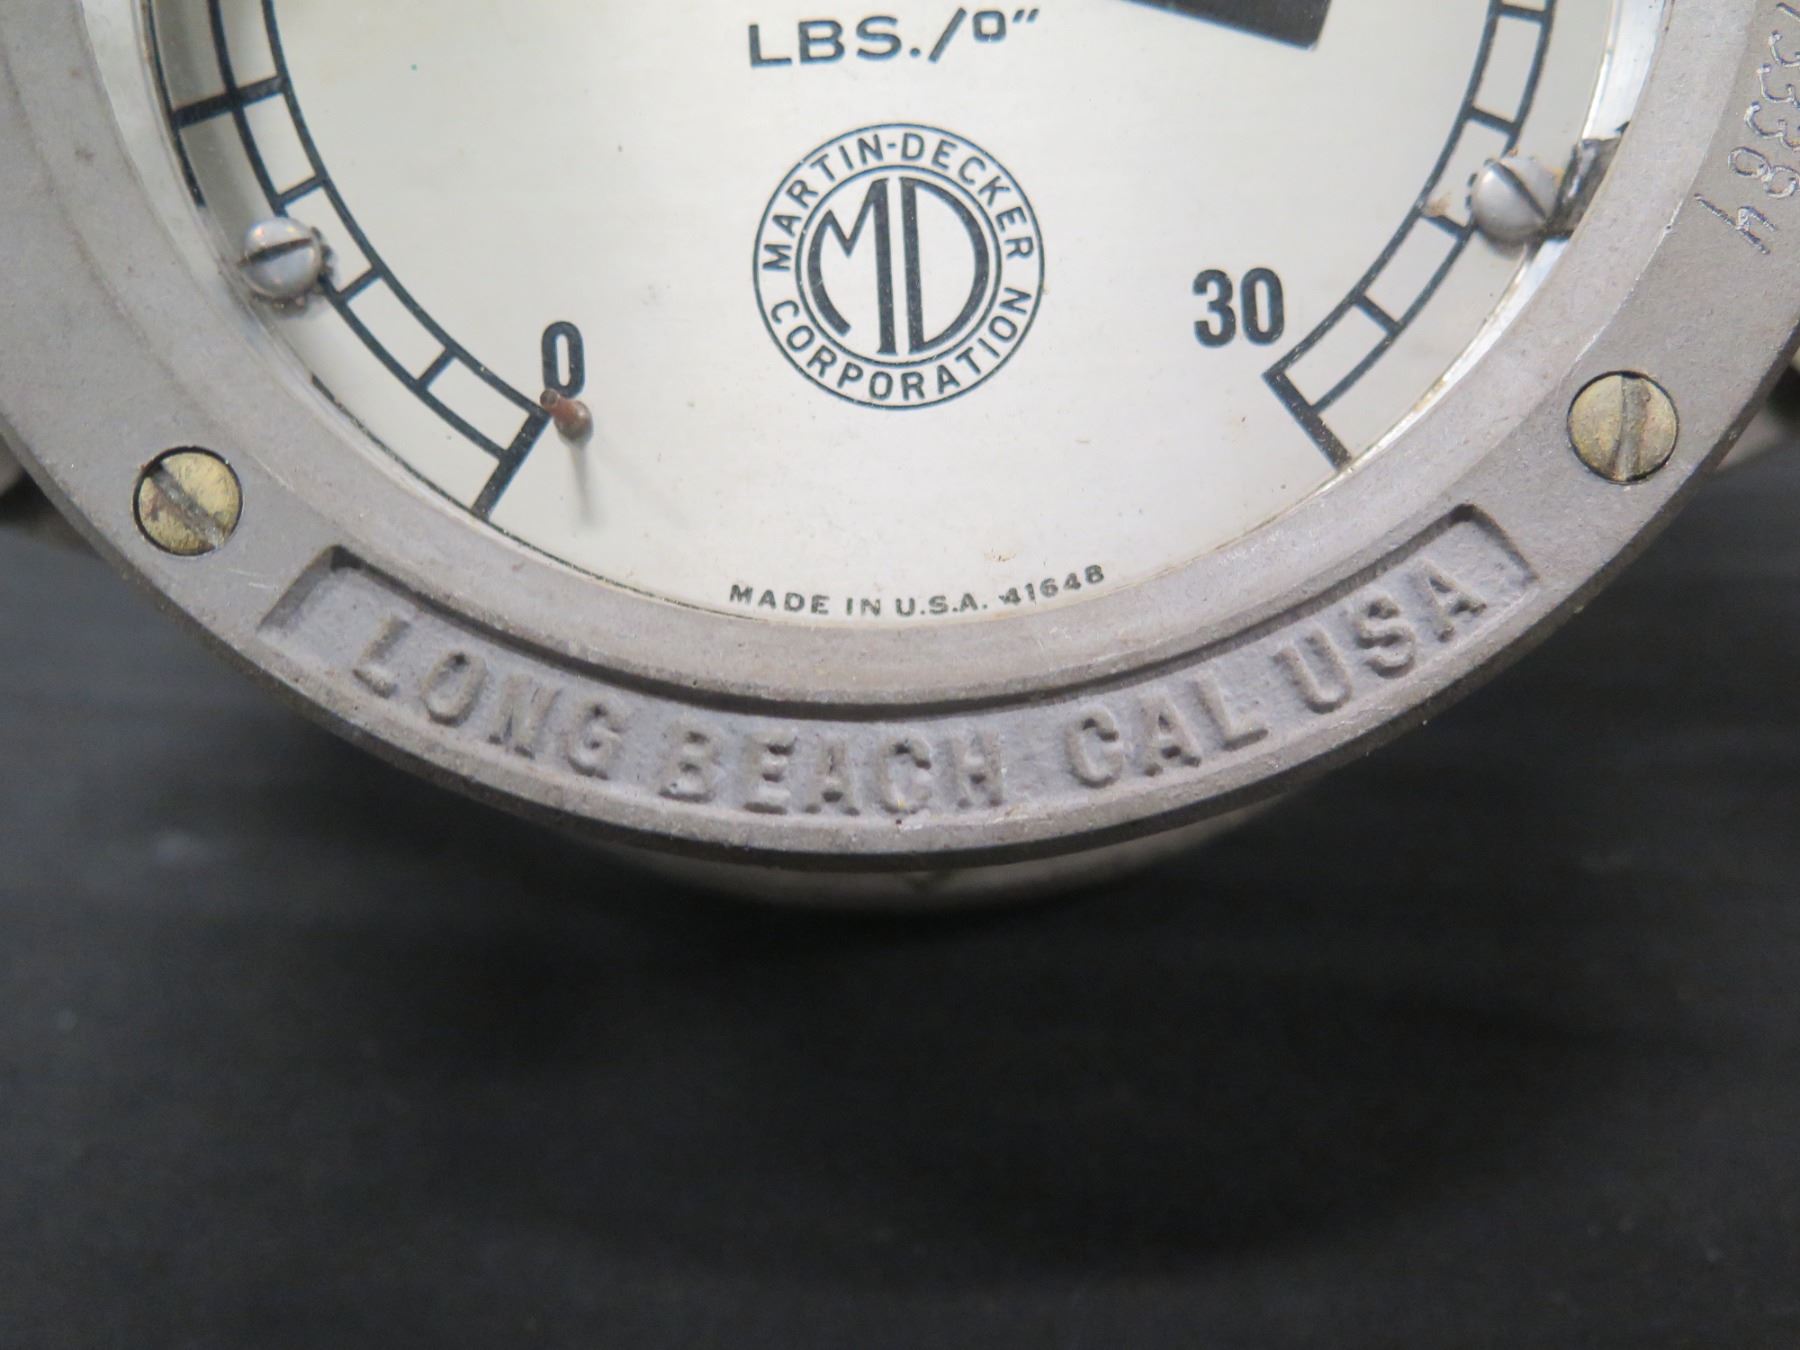 LBS./□"
MARTIN-DECKER
MD
CORPORATION
0
30
MADE IN U.S.A. 41648
LONG BEACH CAL USA